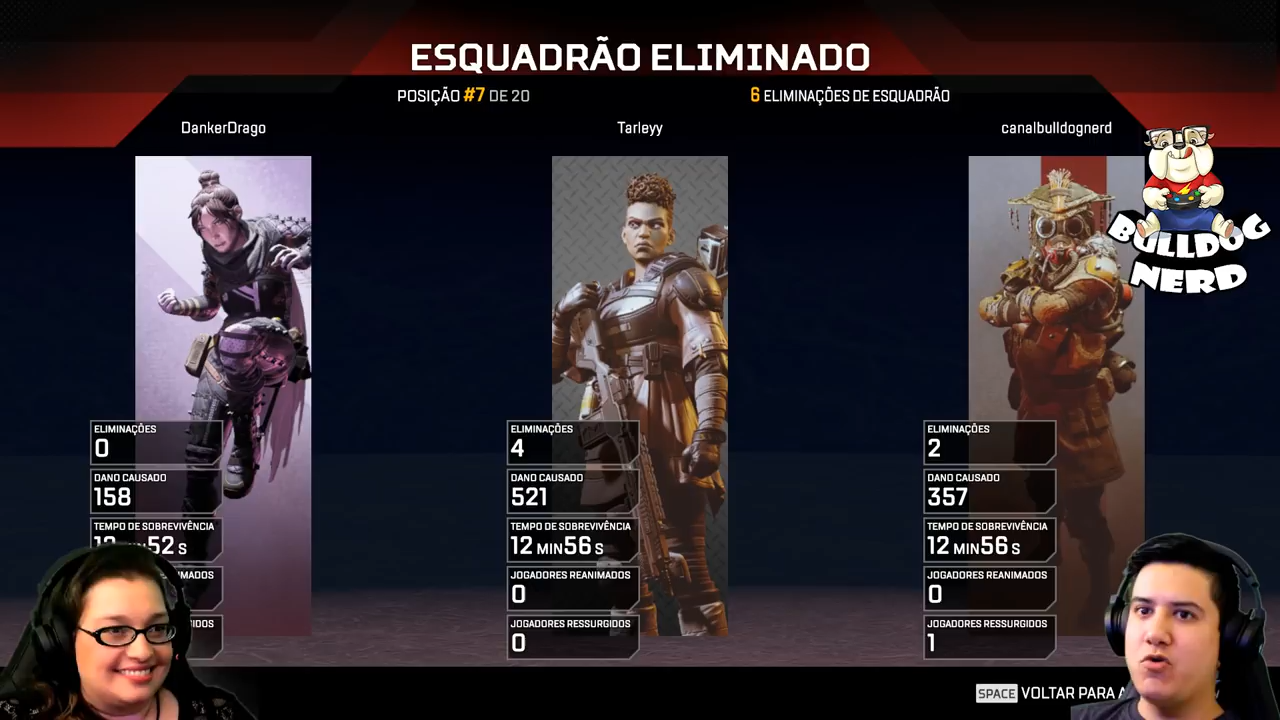 ESQUADRÃO ELIMINADO
POSIÇÃO #7 DE 20
6 ELIMINAÇÕES DE ESQUADRÃO
DankerDrago
Tarleyy
canalbulldognerd
BULLDOG
NERD
ELIMINAÇÕES
0
DANO CAUSADO
158
TEMPO DE SOBREVIVÊNCIA
52 S
ELIMINAÇÕES
4
DANO CAUSADO
521
TEMPO DE SOBREVIVÊNCIA
12 MIN 56 S
JOGADORES REANIMADOS
0
JOGADORES RESSURGIDOS
0
ELIMINAÇÕES
2
DANO CAUSADO
357
TEMPO DE SOBREVIVÊNCIA
12 MIN 56 S
JOGADORES REANIMADOS
0
JOGADORES RESSURGIDOS
1
SPACE VOLTAR PARA